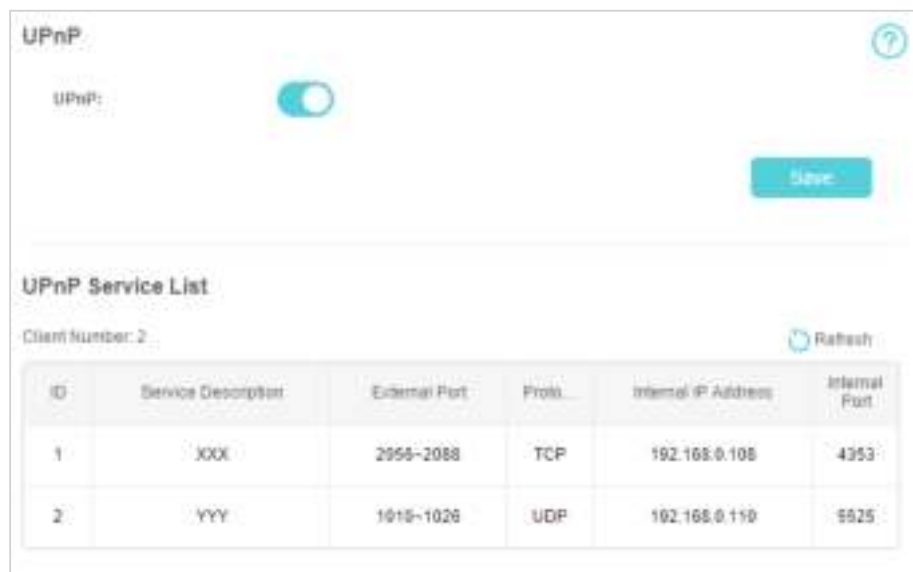 UPnP
?
UPnP:
Save
UPnP Service List
Client Number: 2
Refresh
ID Service Description External Port Proto... Internal IP Address Internal Port
1 XXX 2956~2088 TCP 192.168.0.108 4353
2 YYY 1010~1026 UDP 192.168.0.110 5525